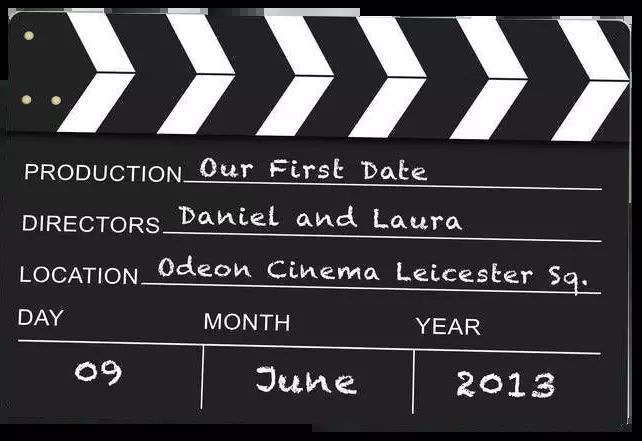 PRODUCTION Our First Date
DIRECTORS Daniel and Laura
LOCATION Odeon Cinema Leicester Sq.
DAY MONTH YEAR
09 June 2013